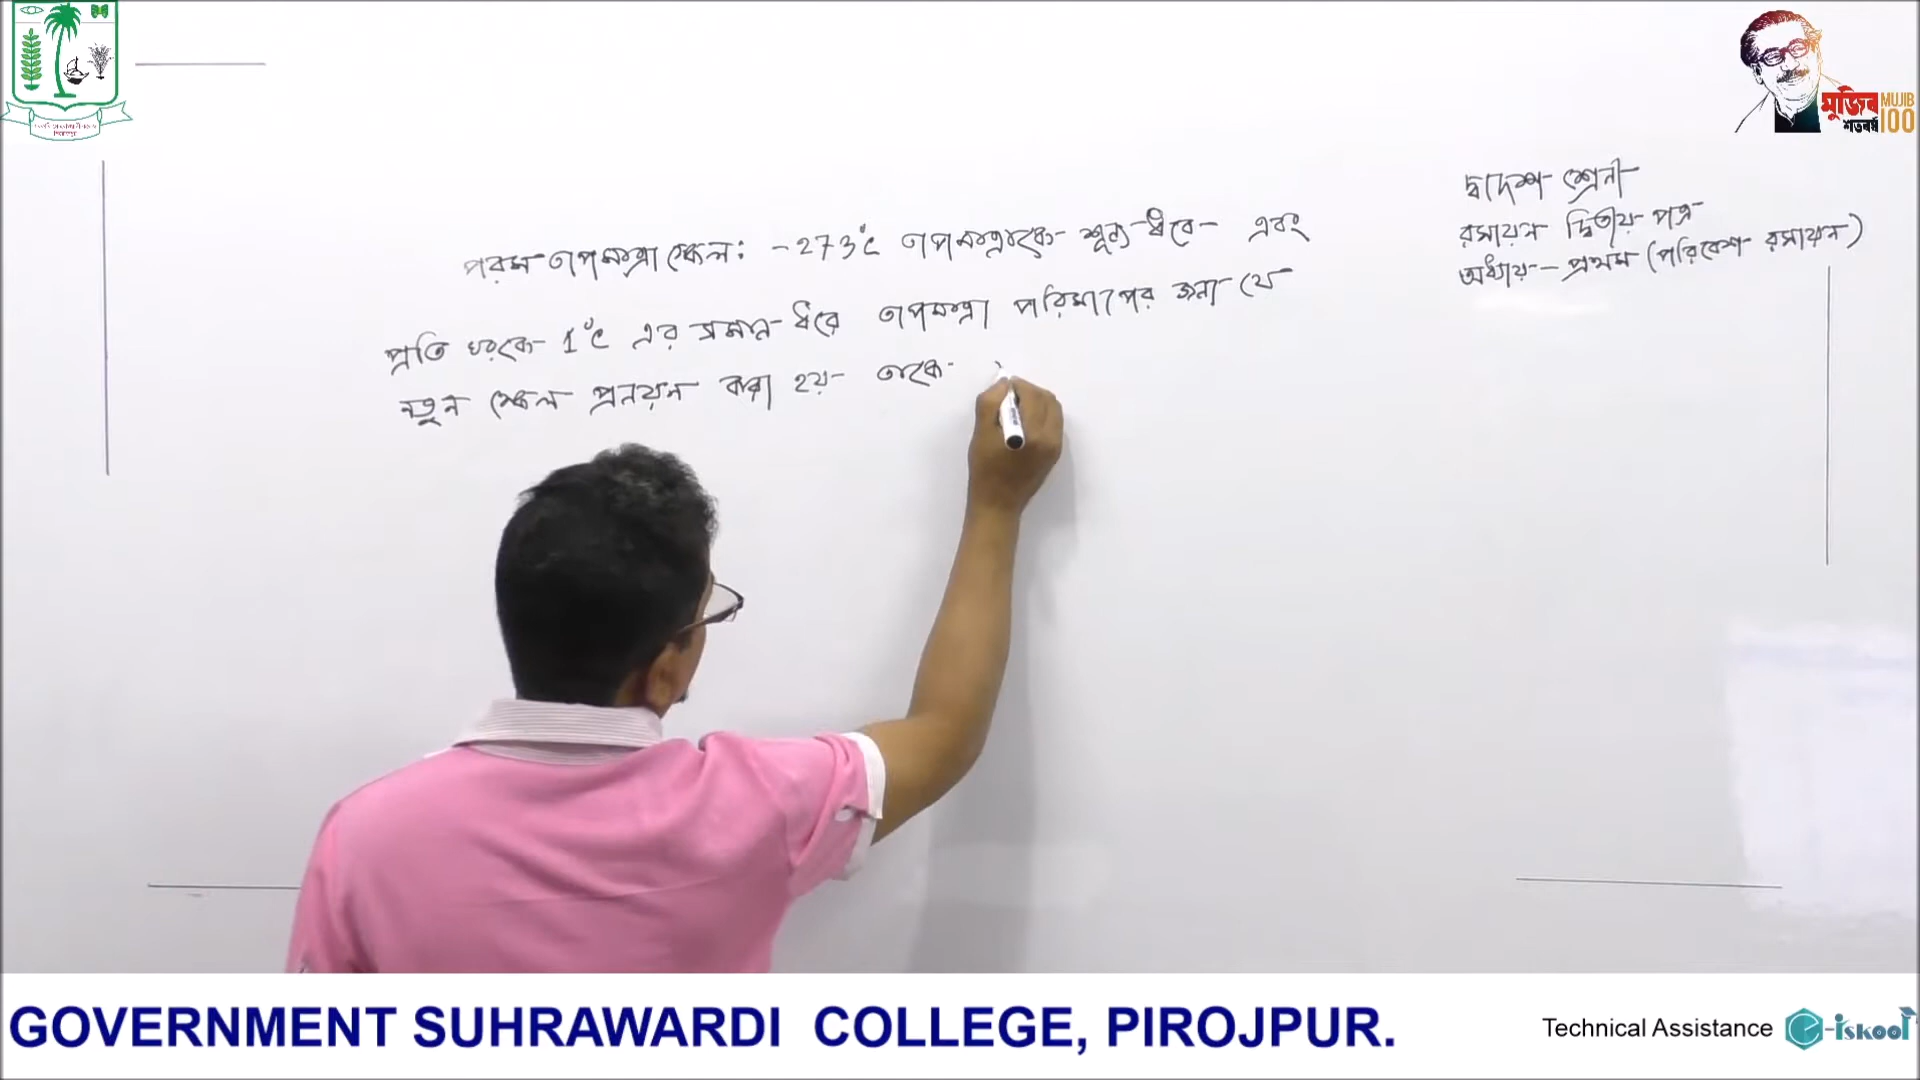 পরম তাপমাত্রা স্কেল: -273°C তাপমাত্রাকে শূন্য ধরে এবং
প্রতি ঘরকে 1°C এর সমান ধরে তাপমাত্রা পরিমাপের জন্য যে
নতুন স্কেল প্রনয়ন করা হয় তাকে
দ্বাদশ শ্রেনী
রসায়ন দ্বিতীয় পত্র
অধ্যায় - প্রথম (পরিবেশ রসায়ন)
মুজিব MUJIB
শতবর্ষ 100
GOVERNMENT SUHRAWARDI COLLEGE, PIROJPUR.
Technical Assistance e-iskool